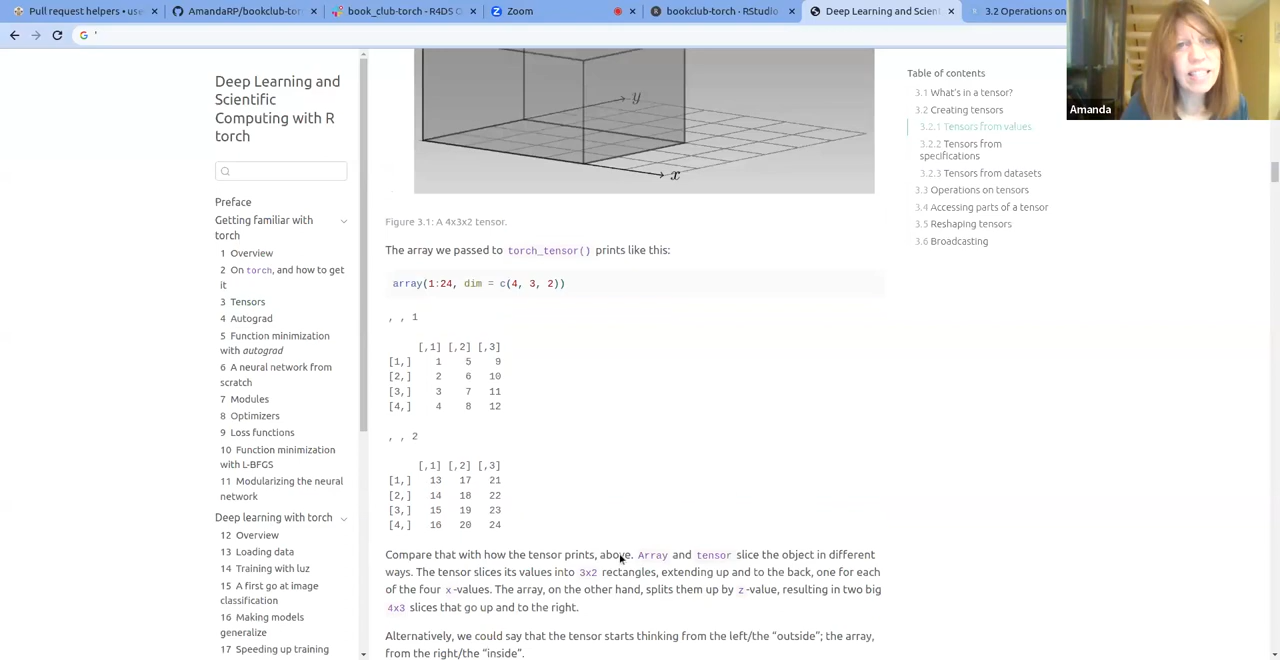 Pull request helpers • use
AmandaRP/bookclub-tor
book_club-torch - R4DS C
Zoom
bookclub-torch - RStudio
Deep Learning and Scien
3.2 Operations on
'
Deep Learning and
Scientific
Computing with R
torch
Preface
Getting familiar with
torch
1 Overview
2 On torch, and how to get
it
3 Tensors
4 Autograd
5 Function minimization
with autograd
6 A neural network from
scratch
7 Modules
8 Optimizers
9 Loss functions
10 Function minimization
with L-BFGS
11 Modularizing the neural
network
Deep learning with torch
12 Overview
13 Loading data
14 Training with luz
15 A first go at image
classification
16 Making models
generalize
17 Speeding up training
y
x
Figure 3.1: A 4x3x2 tensor.
The array we passed to torch_tensor() prints like this:
array(1:24, dim = c(4, 3, 2))
, , 1
[,1] [,2] [,3]
[1,] 1 5 9
[2,] 2 6 10
[3,] 3 7 11
[4,] 4 8 12
, , 2
[,1] [,2] [,3]
[1,] 13 17 21
[2,] 14 18 22
[3,] 15 19 23
[4,] 16 20 24
Compare that with how the tensor prints, above. Array and tensor slice the object in different
ways. The tensor slices its values into 3x2 rectangles, extending up and to the back, one for each
of the four x-values. The array, on the other hand, splits them up by z-value, resulting in two big
4x3 slices that go up and to the right.
Alternatively, we could say that the tensor starts thinking from the left/the “outside”; the array,
from the right/the “inside”.
Table of contents
3.1 What's in a tensor?
3.2 Creating tensors
3.2.1 Tensors from values
3.2.2 Tensors from
specifications
3.2.3 Tensors from datasets
3.3 Operations on tensors
3.4 Accessing parts of a tensor
3.5 Reshaping tensors
3.6 Broadcasting
Amanda